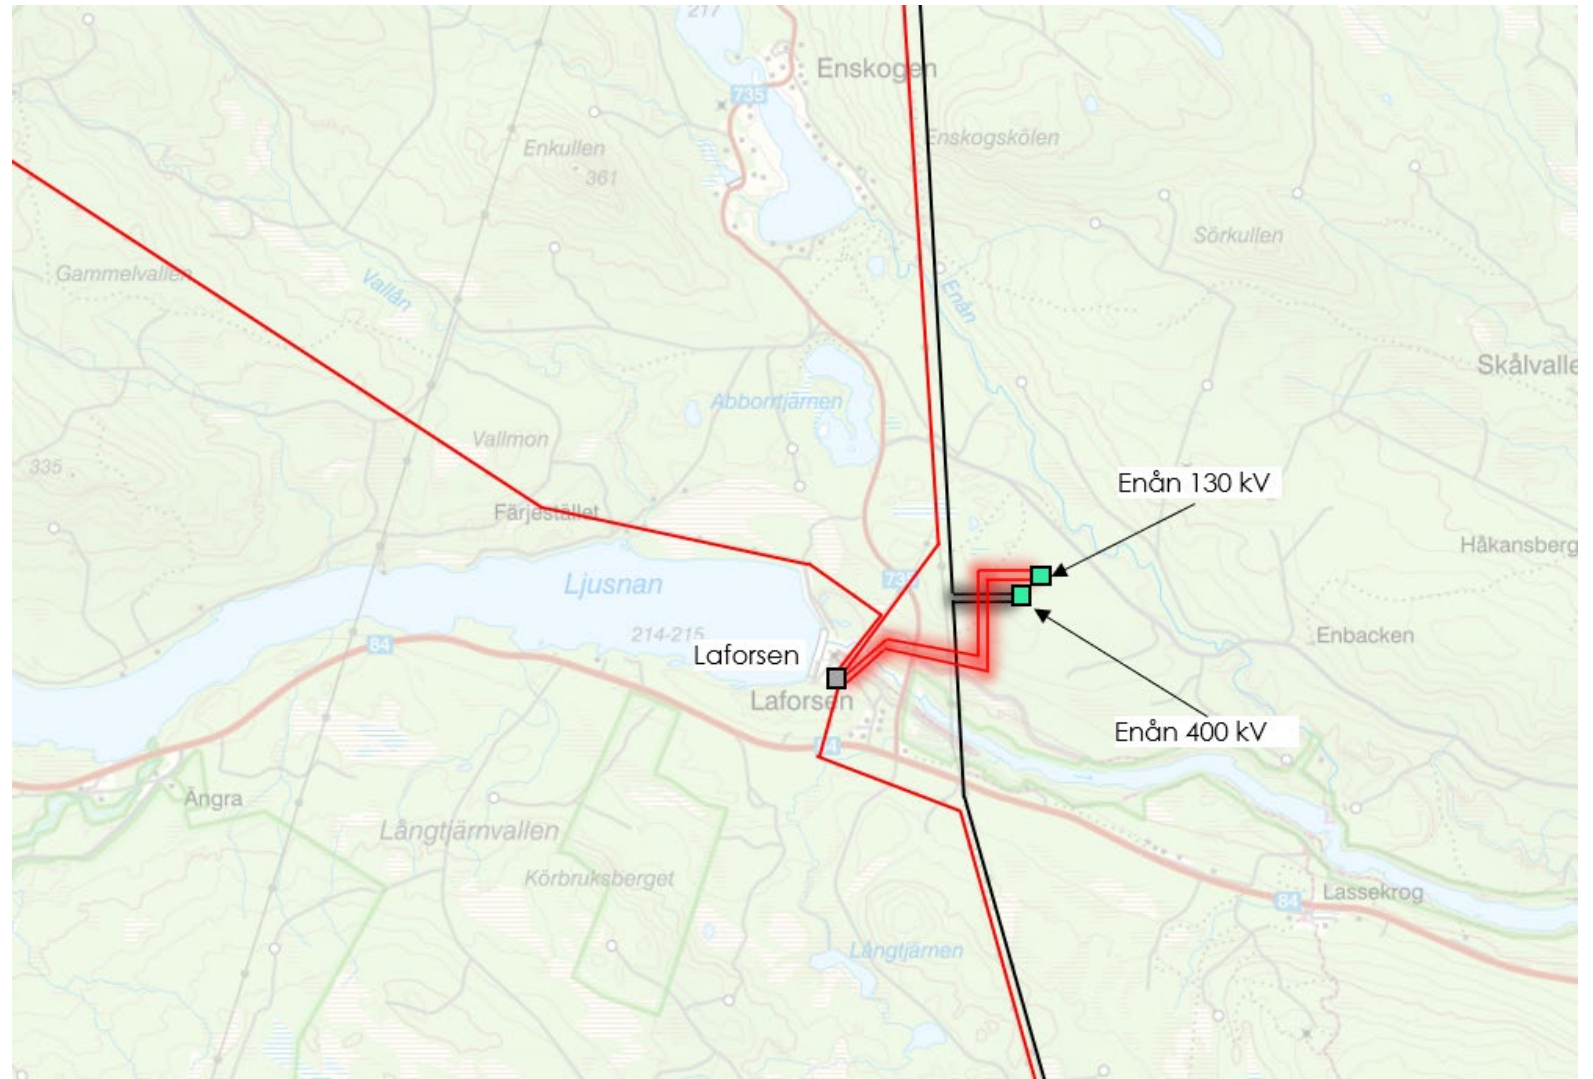 217
Enskogen
735
Enskogskölen
Enkullen
361
Sörkullen
Gammelvallen
Vallån
Enån
Skålvalle
Abborrtjärnen
Vallmon
335
Enån 130 kV
Färjestället
Håkansberg
Ljusnan
735
214-215
Enbacken
84
Laforsen
Laforsen
Enån 400 kV
84
Ängra
Långtjärnvallen
Körbruksberget
Lassekrog
84
Långtjärnen